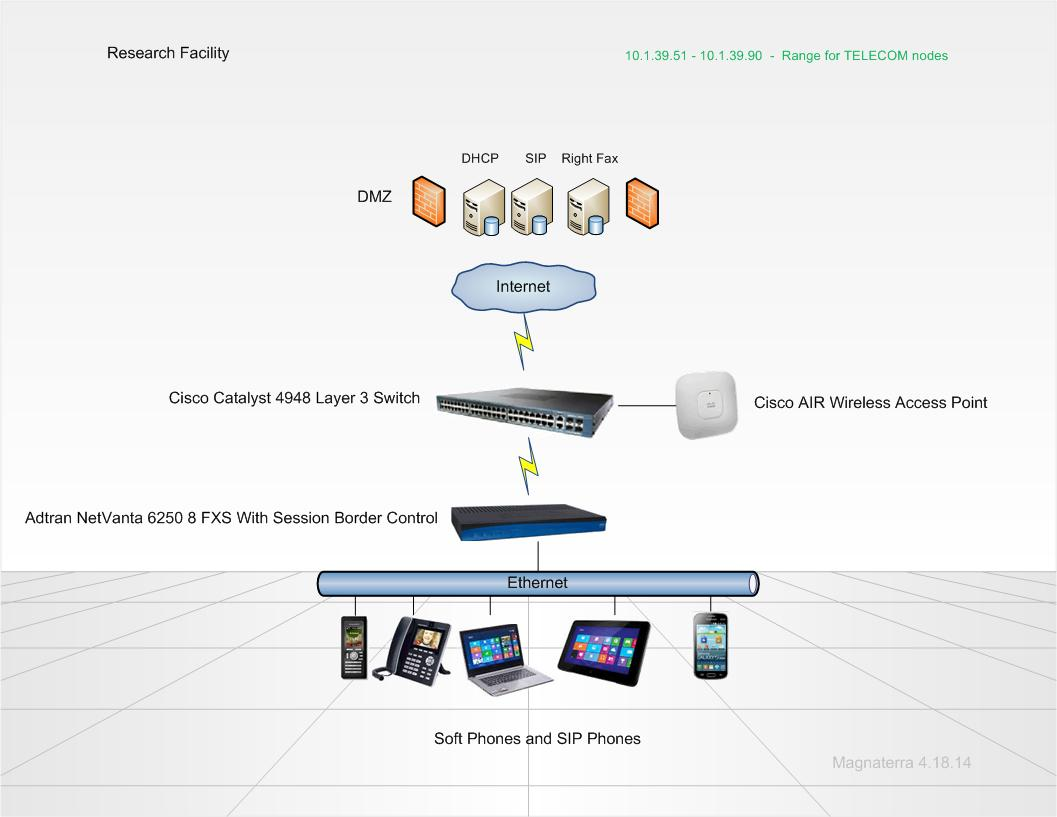 Research Facility
10.1.39.51 - 10.1.39.90 - Range for TELECOM nodes
DHCP SIP Right Fax
DMZ
Internet
Cisco Catalyst 4948 Layer 3 Switch
Cisco AIR Wireless Access Point
Adtran NetVanta 6250 8 FXS With Session Border Control
Ethernet
Soft Phones and SIP Phones
Magnaterra 4.18.14